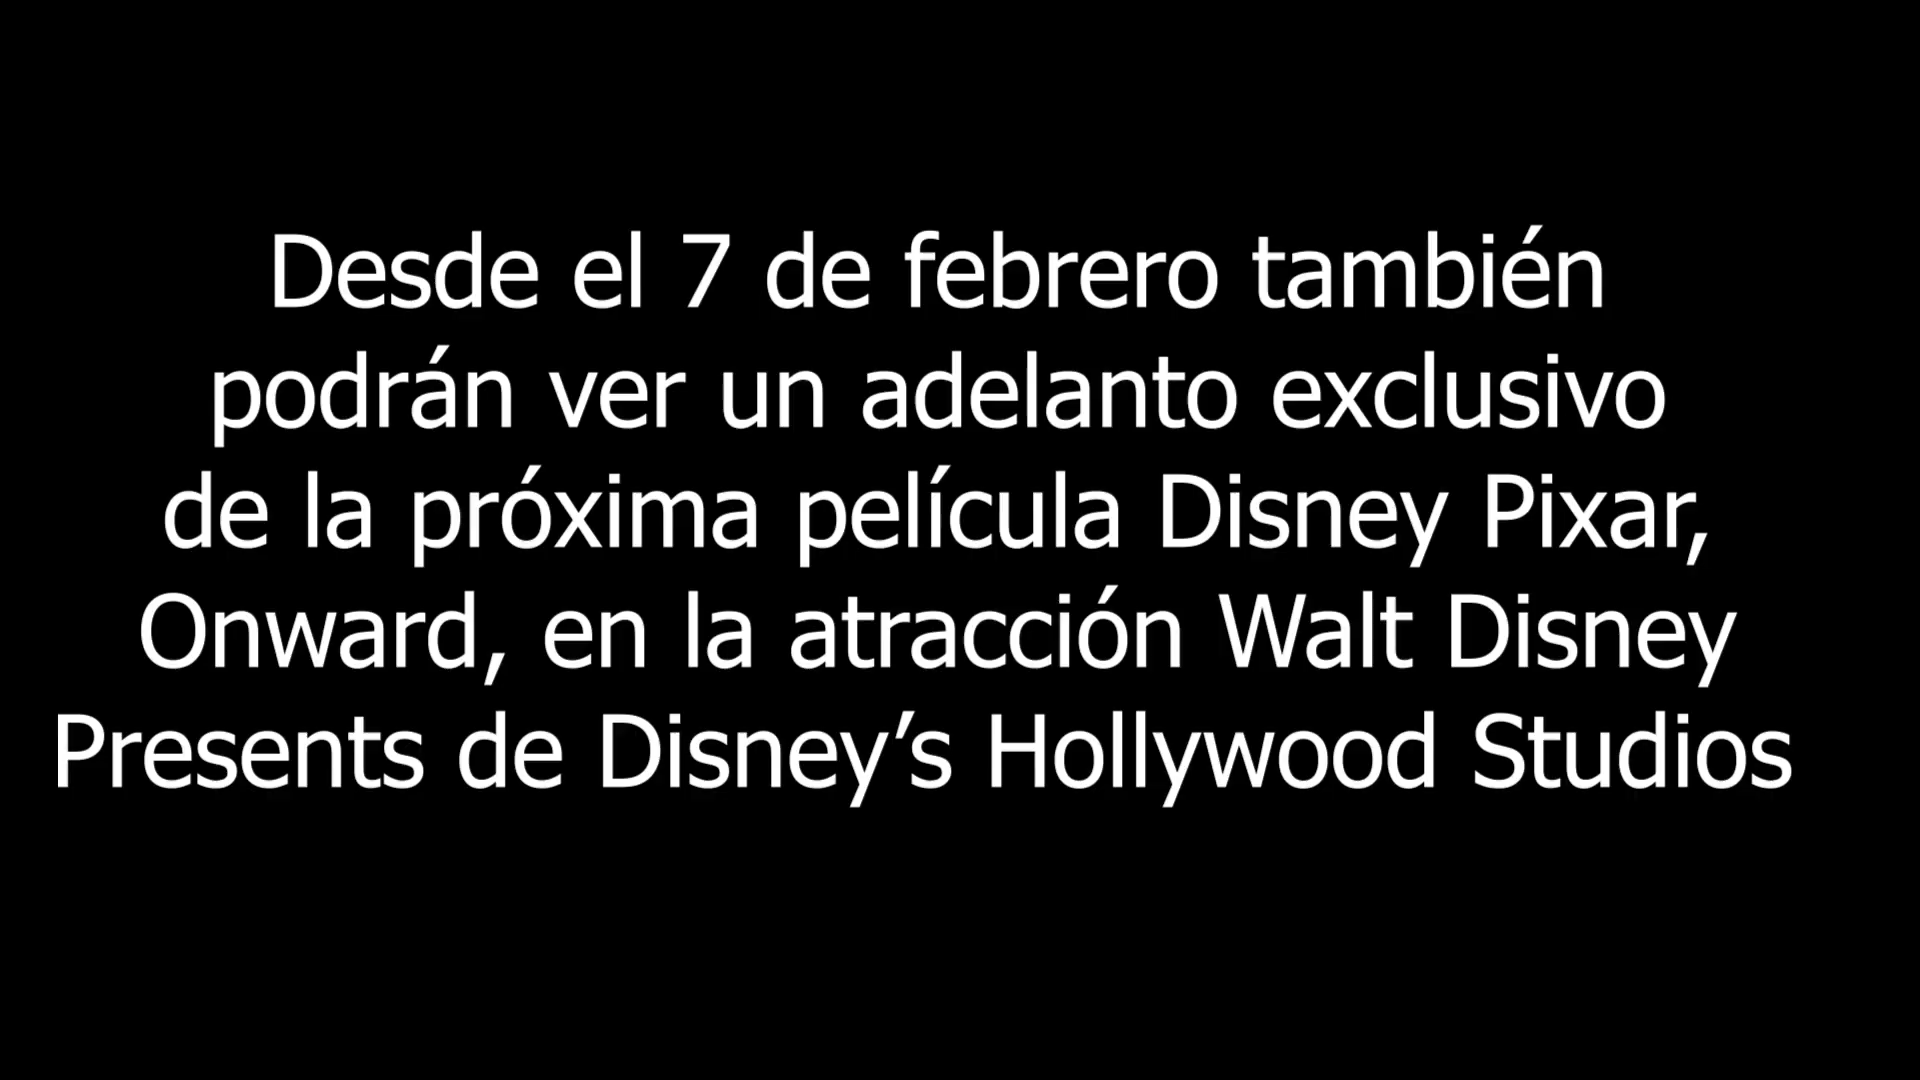 Desde el 7 de febrero también
podrán ver un adelanto exclusivo
de la próxima película Disney Pixar,
Onward, en la atracción Walt Disney
Presents de Disney’s Hollywood Studios